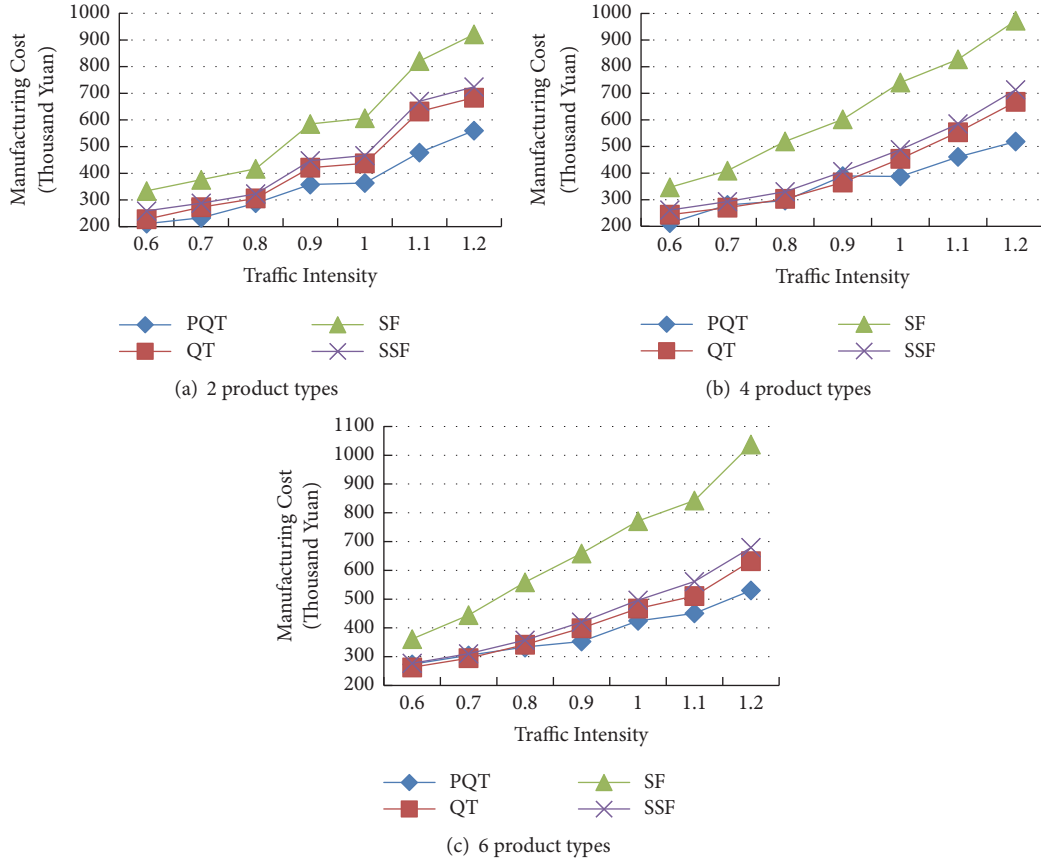 Manufacturing Cost
(Thousand Yuan)
1000
900
800
700
600
500
400
300
200
0.6 0.7 0.8 0.9 1 1.1 1.2
Traffic Intensity
PQT SF
QT SSF
(a) 2 product types
Manufacturing Cost
(Thousand Yuan)
1000
900
800
700
600
500
400
300
200
0.6 0.7 0.8 0.9 1 1.1 1.2
Traffic Intensity
PQT SF
QT SSF
(b) 4 product types
Manufacturing Cost
(Thousand Yuan)
1100
1000
900
800
700
600
500
400
300
200
0.6 0.7 0.8 0.9 1 1.1 1.2
Traffic Intensity
PQT SF
QT SSF
(c) 6 product types